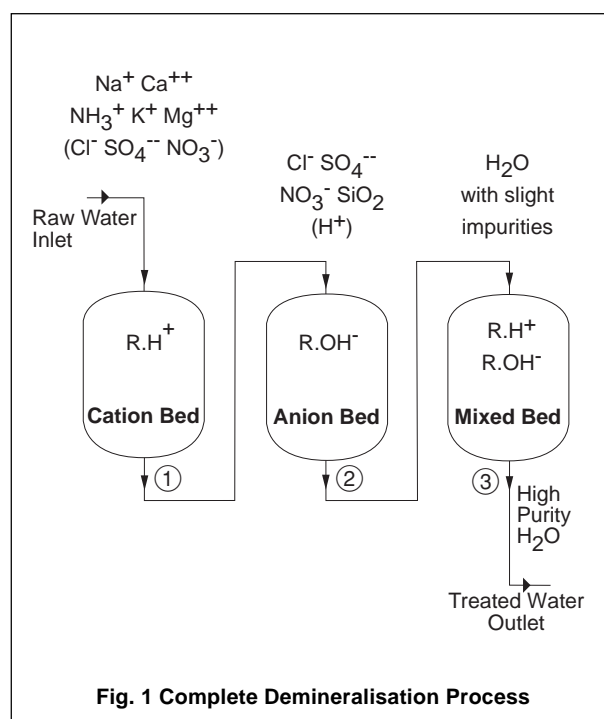 Na⁺ Ca⁺⁺
NH₃⁺ K⁺ Mg⁺⁺
(Cl⁻ SO₄⁻⁻ NO₃⁻)
Raw Water
Inlet
Cl⁻ SO₄⁻⁻
NO₃⁻ SiO₂
(H⁺)
H₂O
with slight
impurities
R.H⁺
Cation Bed
R.OH⁻
Anion Bed
R.H⁺
R.OH⁻
Mixed Bed
①
②
③
High
Purity
H₂O
Treated Water
Outlet
Fig. 1 Complete Demineralisation Process